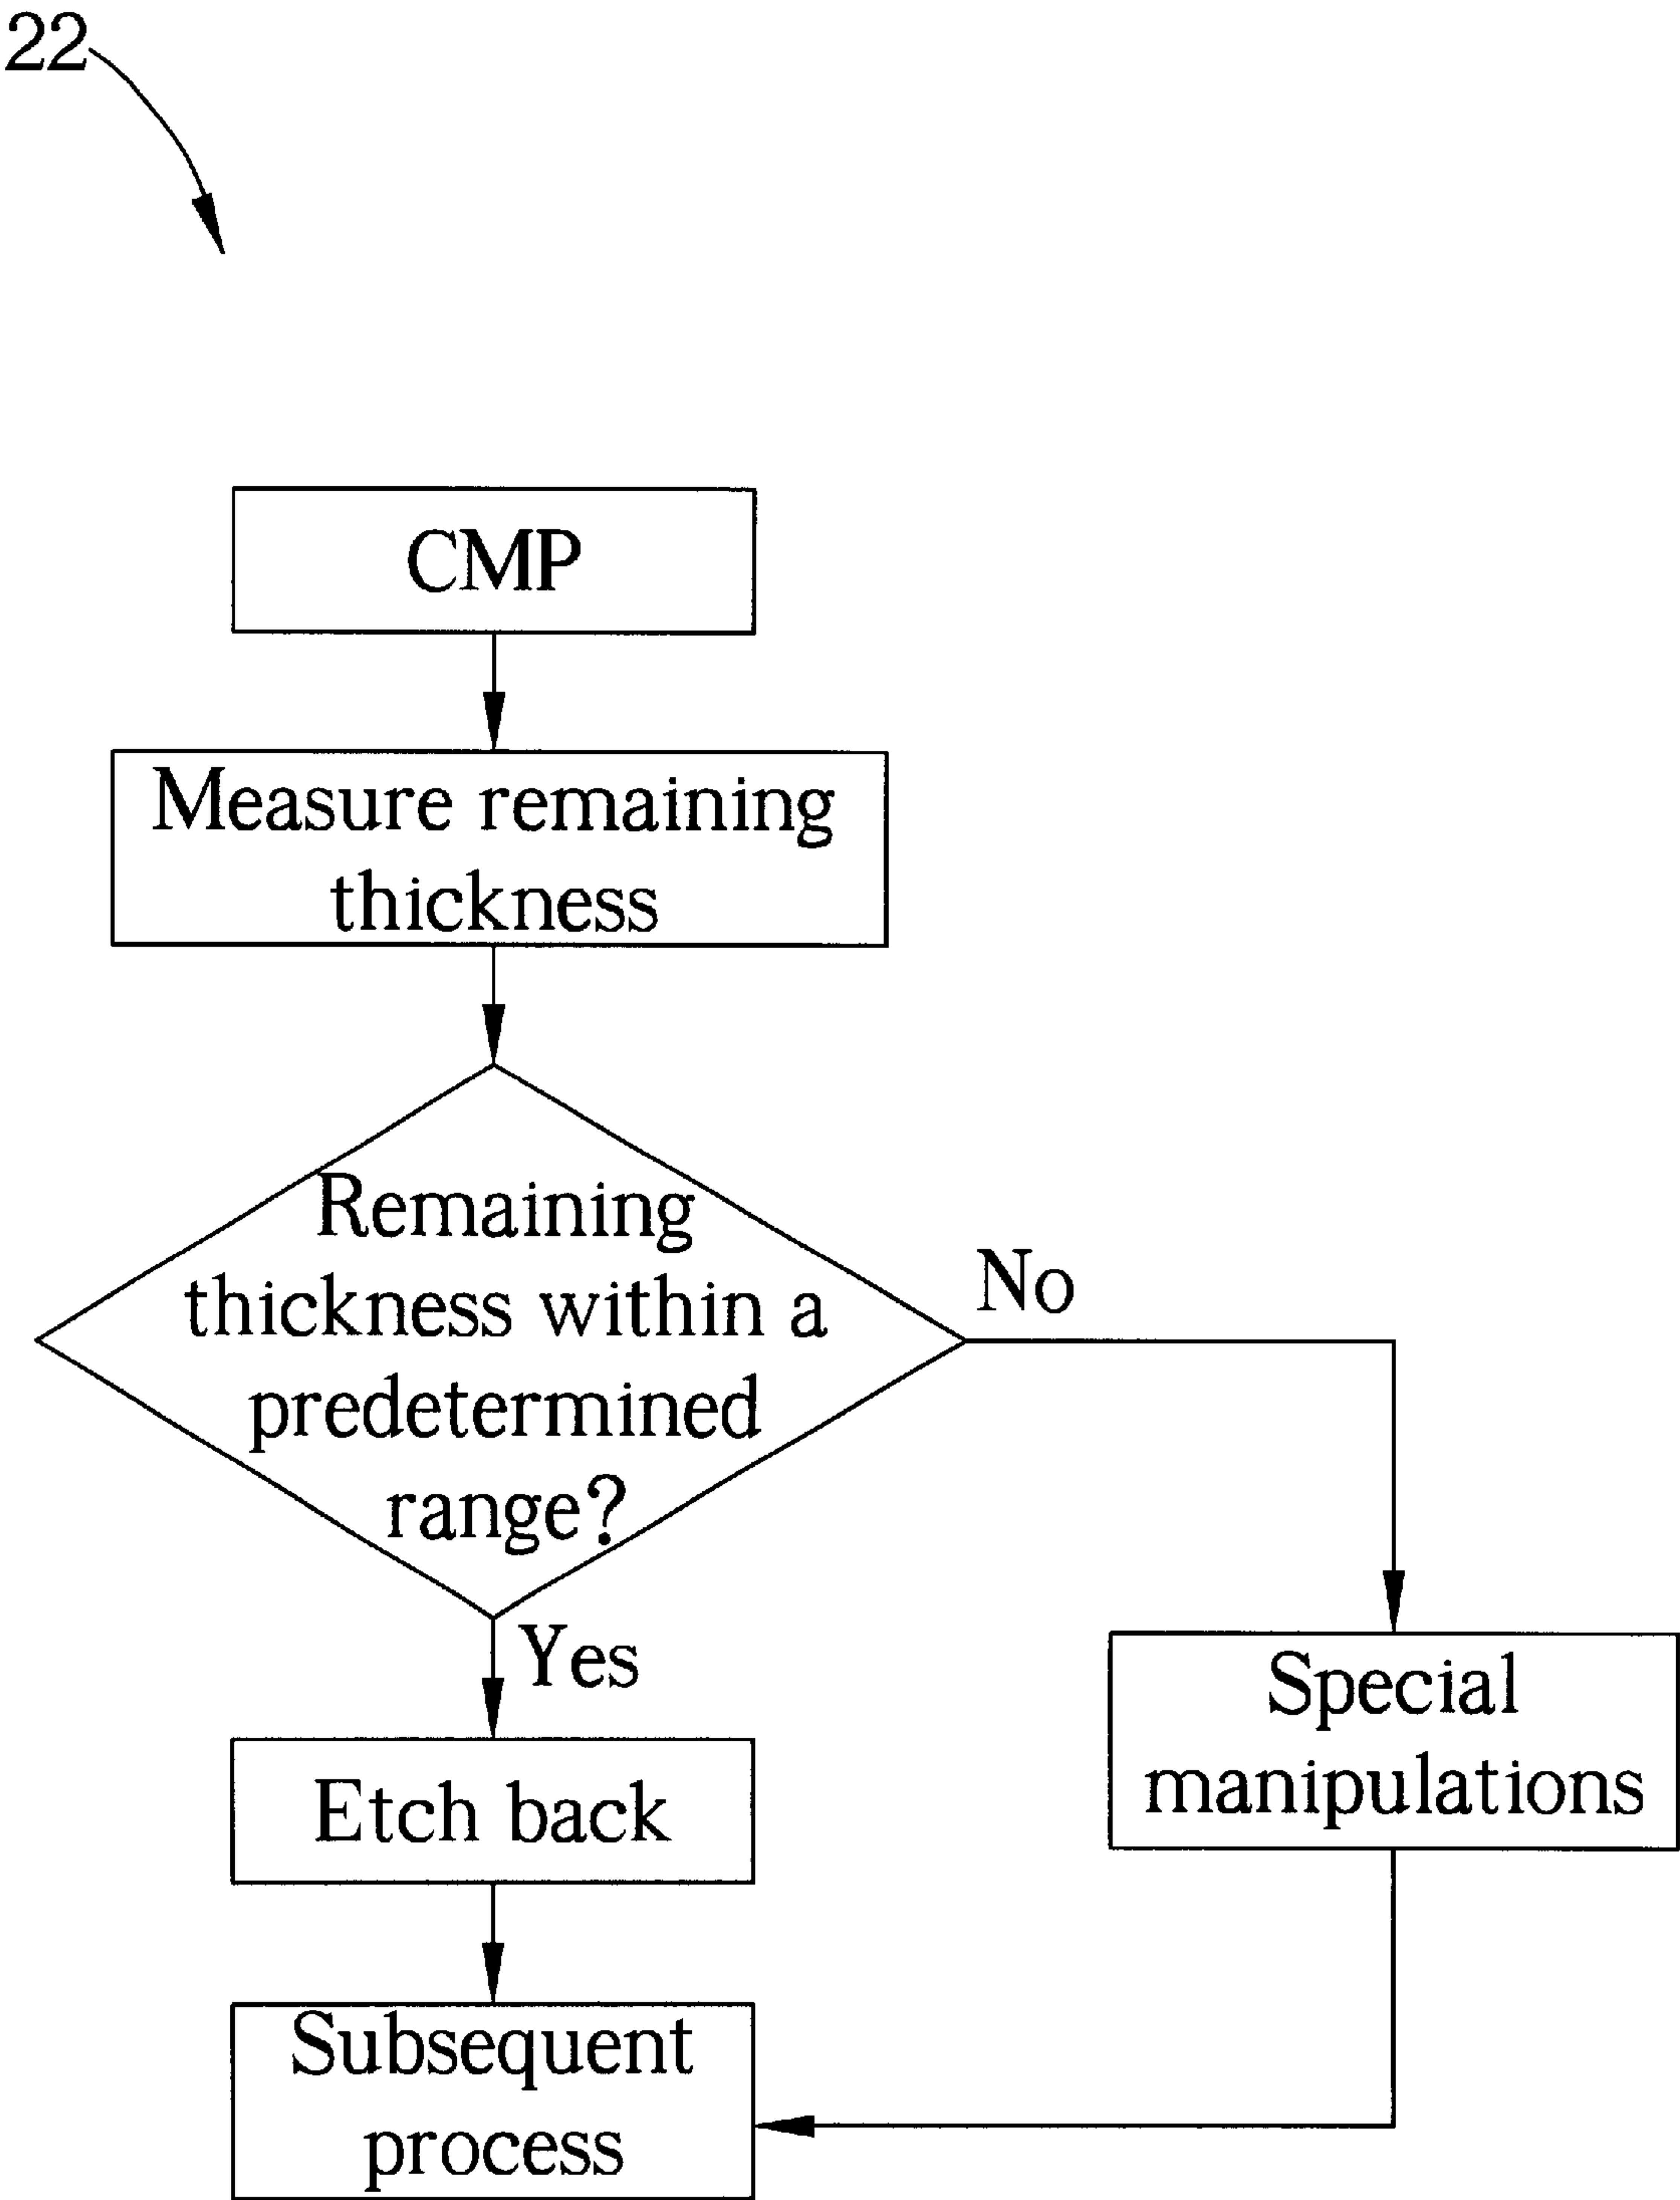 22
CMP
Measure remaining
thickness
Remaining
thickness within a
predetermined
range?
No
Yes
Special
manipulations
Etch back
Subsequent
process